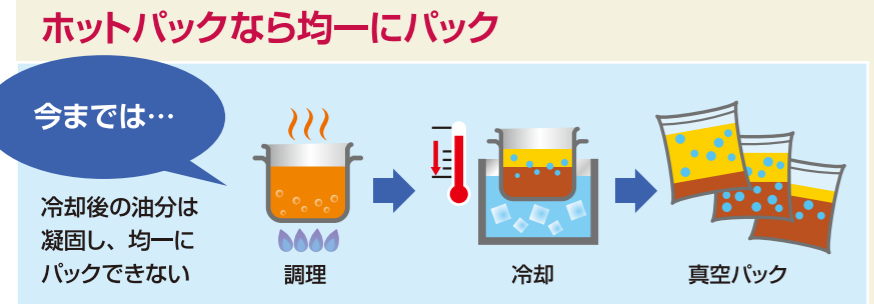 ホットパックなら均一にパック
今までは…
冷却後の油分は
凝固し、均一に
パックできない
調理
冷却
真空パック